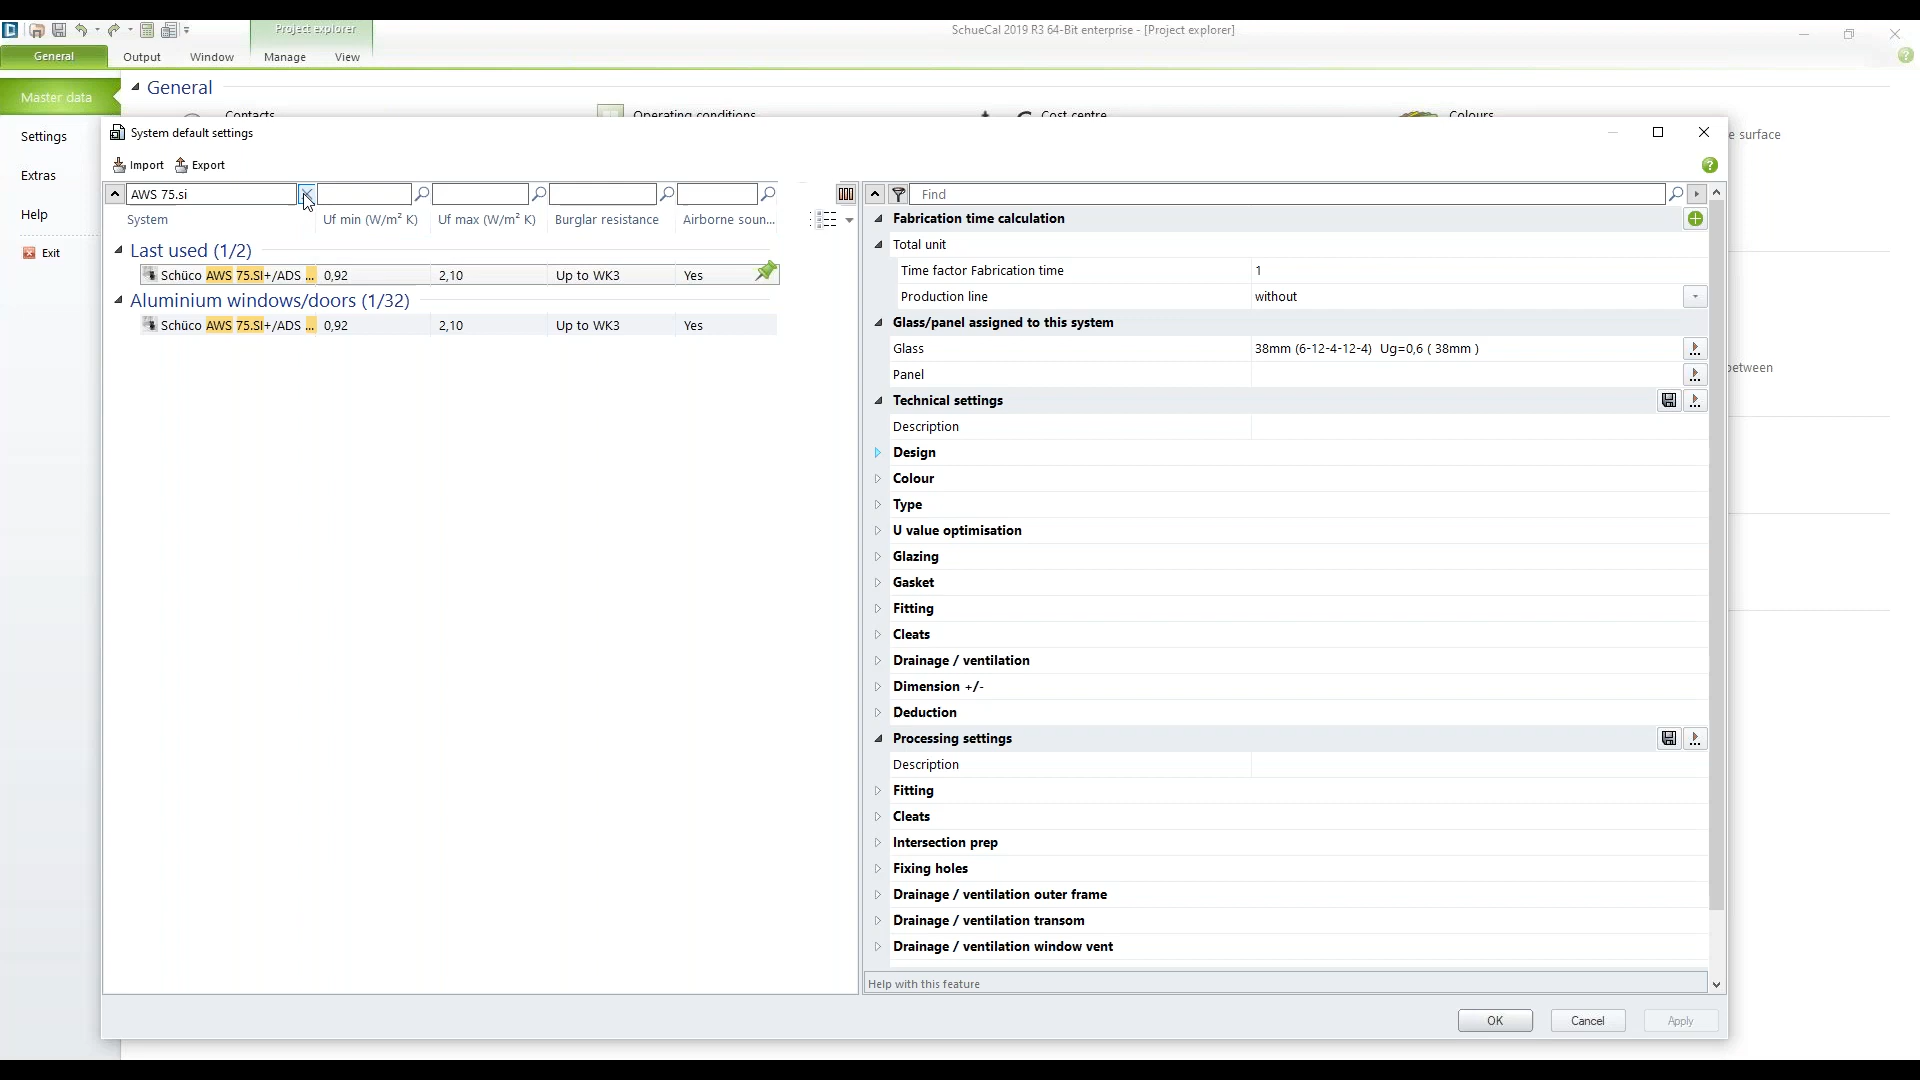 Project explorer
SchueCal 2019 R3 64-Bit enterprise - [Project explorer]
General
Output
Window
Manage
View
Master data
Settings
Extras
Help
Exit
General
Contacts
Operating conditions
Cost centre
Colours
e surface
between
System default settings
Import
Export
AWS 75.si
System
Uf min (W/m² K)
Uf max (W/m² K)
Burglar resistance
Airborne soun...
Last used (1/2)
Schüco AWS 75.SI+/ADS ... 0,92 2,10 Up to WK3 Yes
Aluminium windows/doors (1/32)
Schüco AWS 75.SI+/ADS ... 0,92 2,10 Up to WK3 Yes
Find
Fabrication time calculation
Total unit
Time factor Fabrication time 1
Production line without
Glass/panel assigned to this system
Glass 38mm (6-12-4-12-4) Ug=0,6 ( 38mm )
Panel
Technical settings
Description
Design
Colour
Type
U value optimisation
Glazing
Gasket
Fitting
Cleats
Drainage / ventilation
Dimension +/-
Deduction
Processing settings
Description
Fitting
Cleats
Intersection prep
Fixing holes
Drainage / ventilation outer frame
Drainage / ventilation transom
Drainage / ventilation window vent
Help with this feature
OK
Cancel
Apply